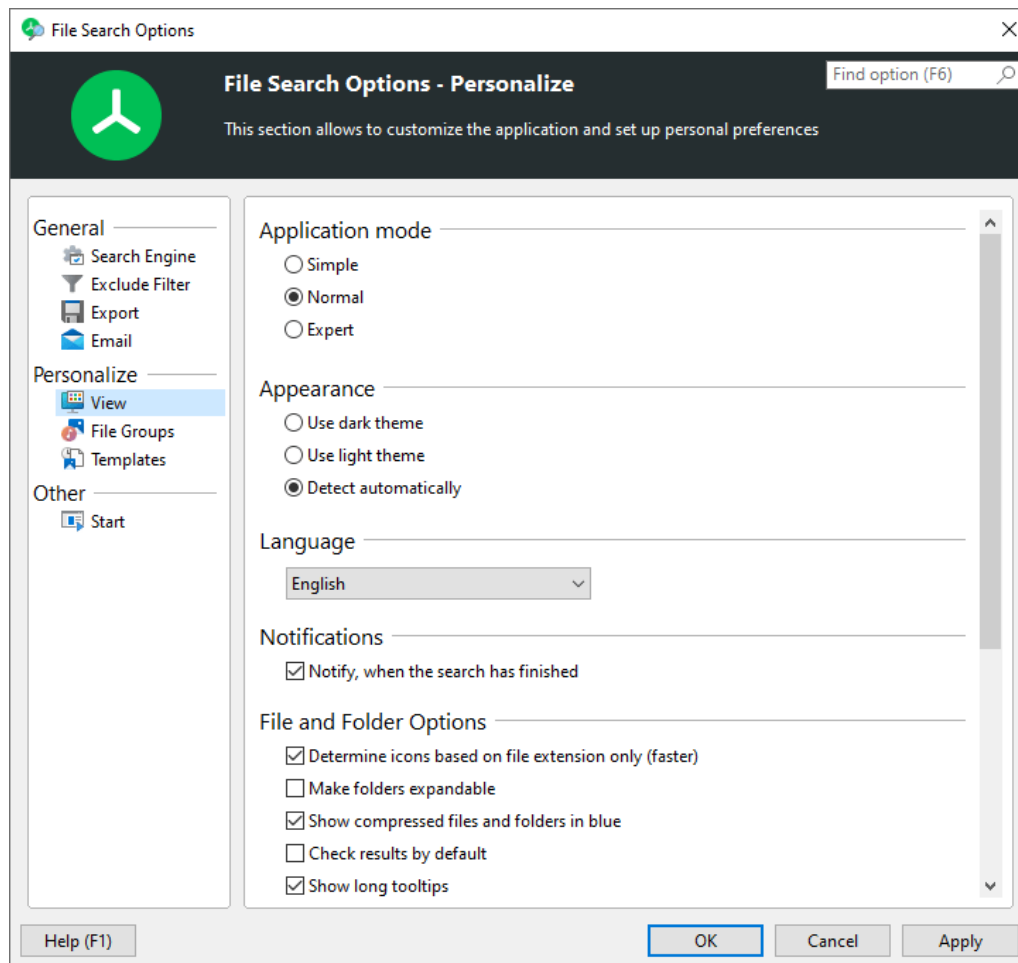 File Search Options
File Search Options - Personalize
Find option (F6)
This section allows to customize the application and set up personal preferences
General
Search Engine
Exclude Filter
Export
Email
Personalize
View
File Groups
Templates
Other
Start
Application mode
Simple
Normal
Expert
Appearance
Use dark theme
Use light theme
Detect automatically
Language
English
Notifications
Notify, when the search has finished
File and Folder Options
Determine icons based on file extension only (faster)
Make folders expandable
Show compressed files and folders in blue
Check results by default
Show long tooltips
Help (F1)
OK
Cancel
Apply